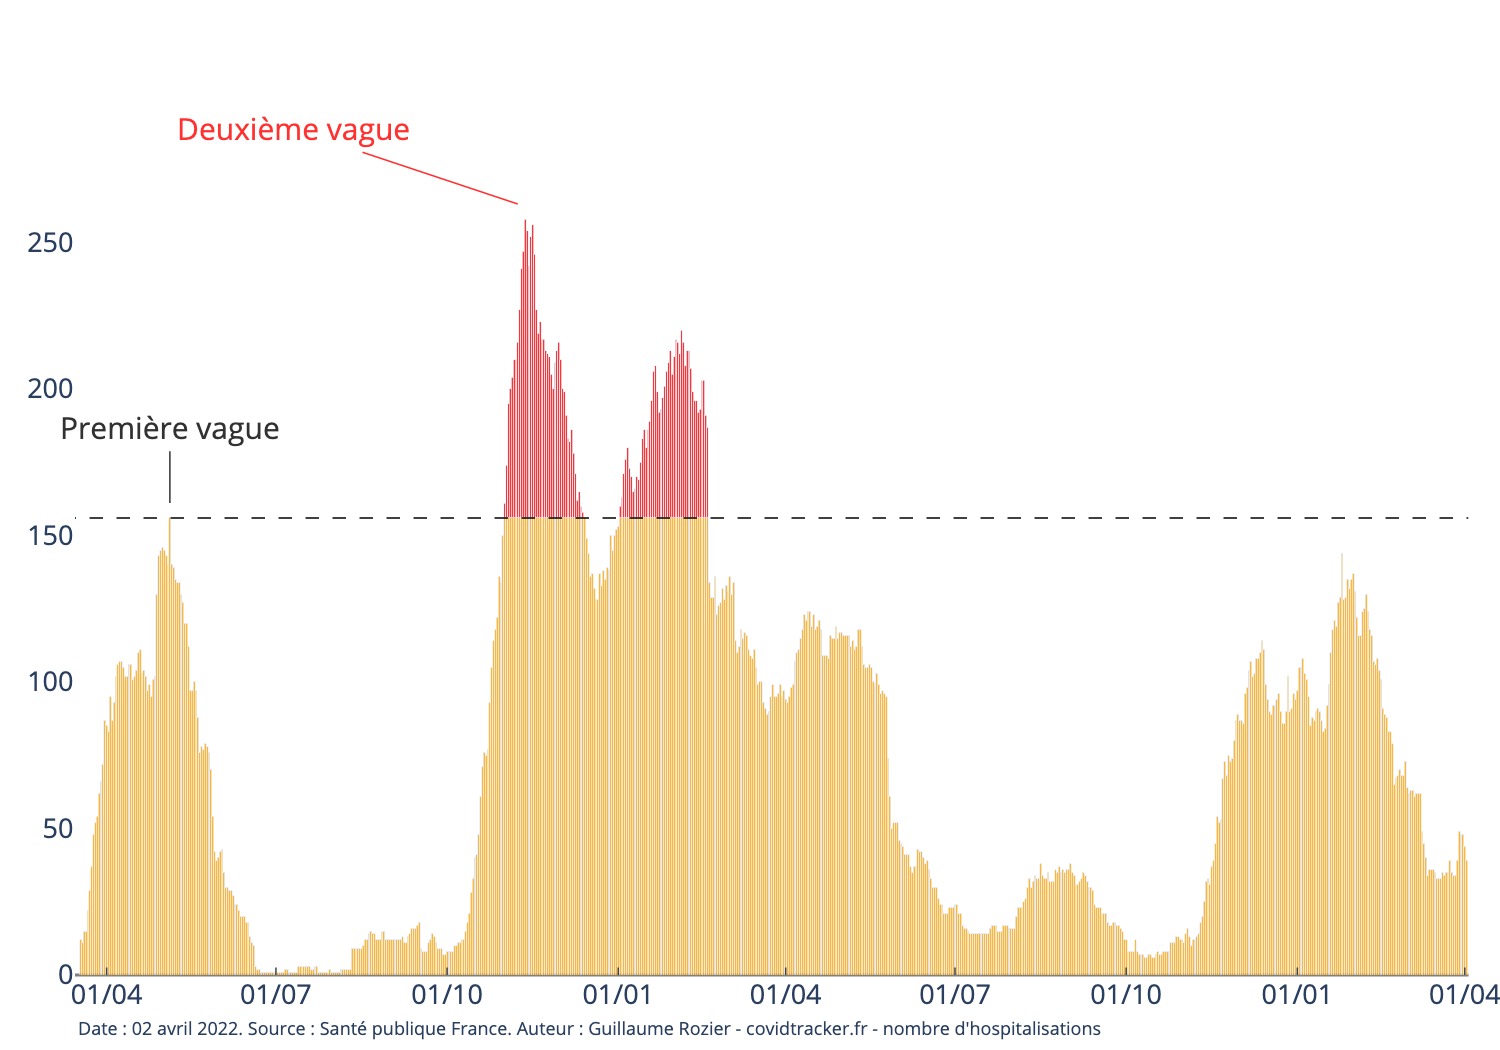 Deuxième vague
250
200
Première vague
150
100
50
0
01/04 01/07 01/10 01/01 01/04 01/07 01/10 01/01 01/04
Date : 02 avril 2022. Source : Santé publique France. Auteur : Guillaume Rozier - covidtracker.fr - nombre d'hospitalisations